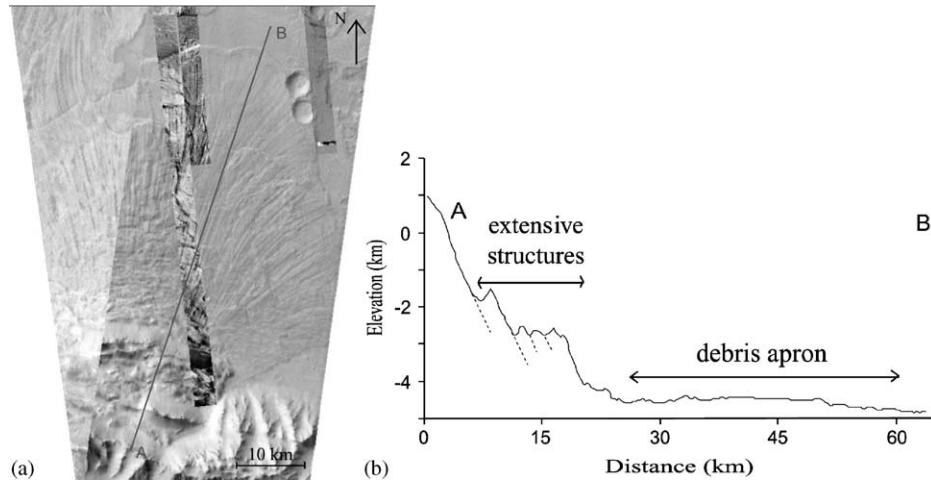 N
B
A
10 km
(a)
2
0
-2
-4
Elevation (km)
A
B
extensive
structures
debris apron
0
15
30
45
60
Distance (km)
(b)